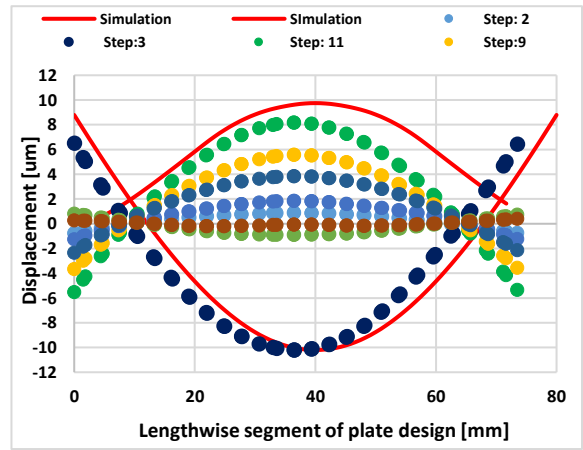 Simulation SImulation Step: 2
Step:3 Step: 11 Step:9
12
10
8
6
4
2
0
-2
-4
-6
-8
-10
-12
Displacement [um]
0 20 40 60 80
Lengthwise segment of plate design [mm]